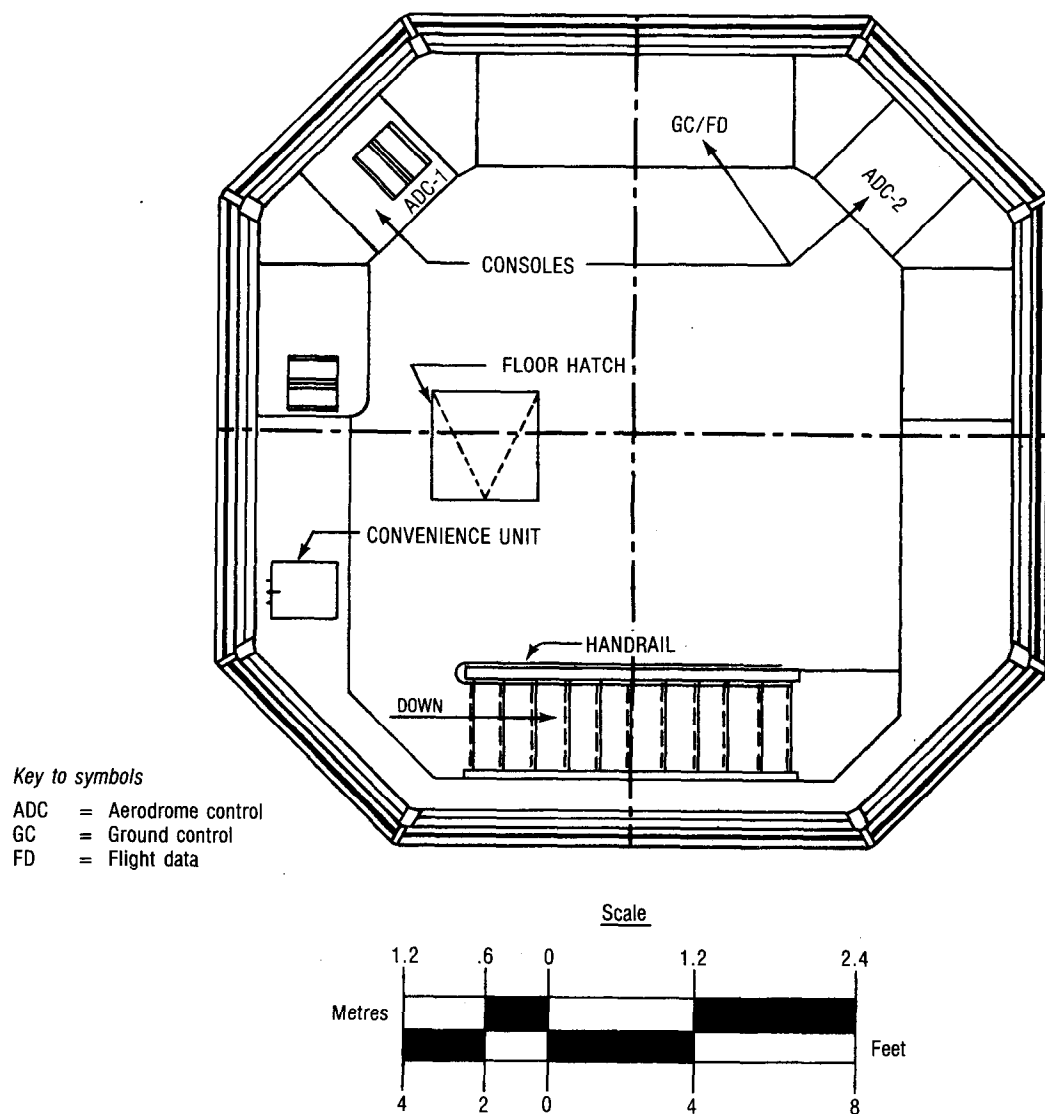 GC/FD
ADC-1
ADC-2
CONSOLES
FLOOR HATCH
CONVENIENCE UNIT
HANDRAIL
DOWN
Key to symbols
ADC = Aerodrome control
GC = Ground control
FD = Flight data
Scale
1.2 .6 0 1.2 2.4
Metres
Feet
4 2 0 4 8